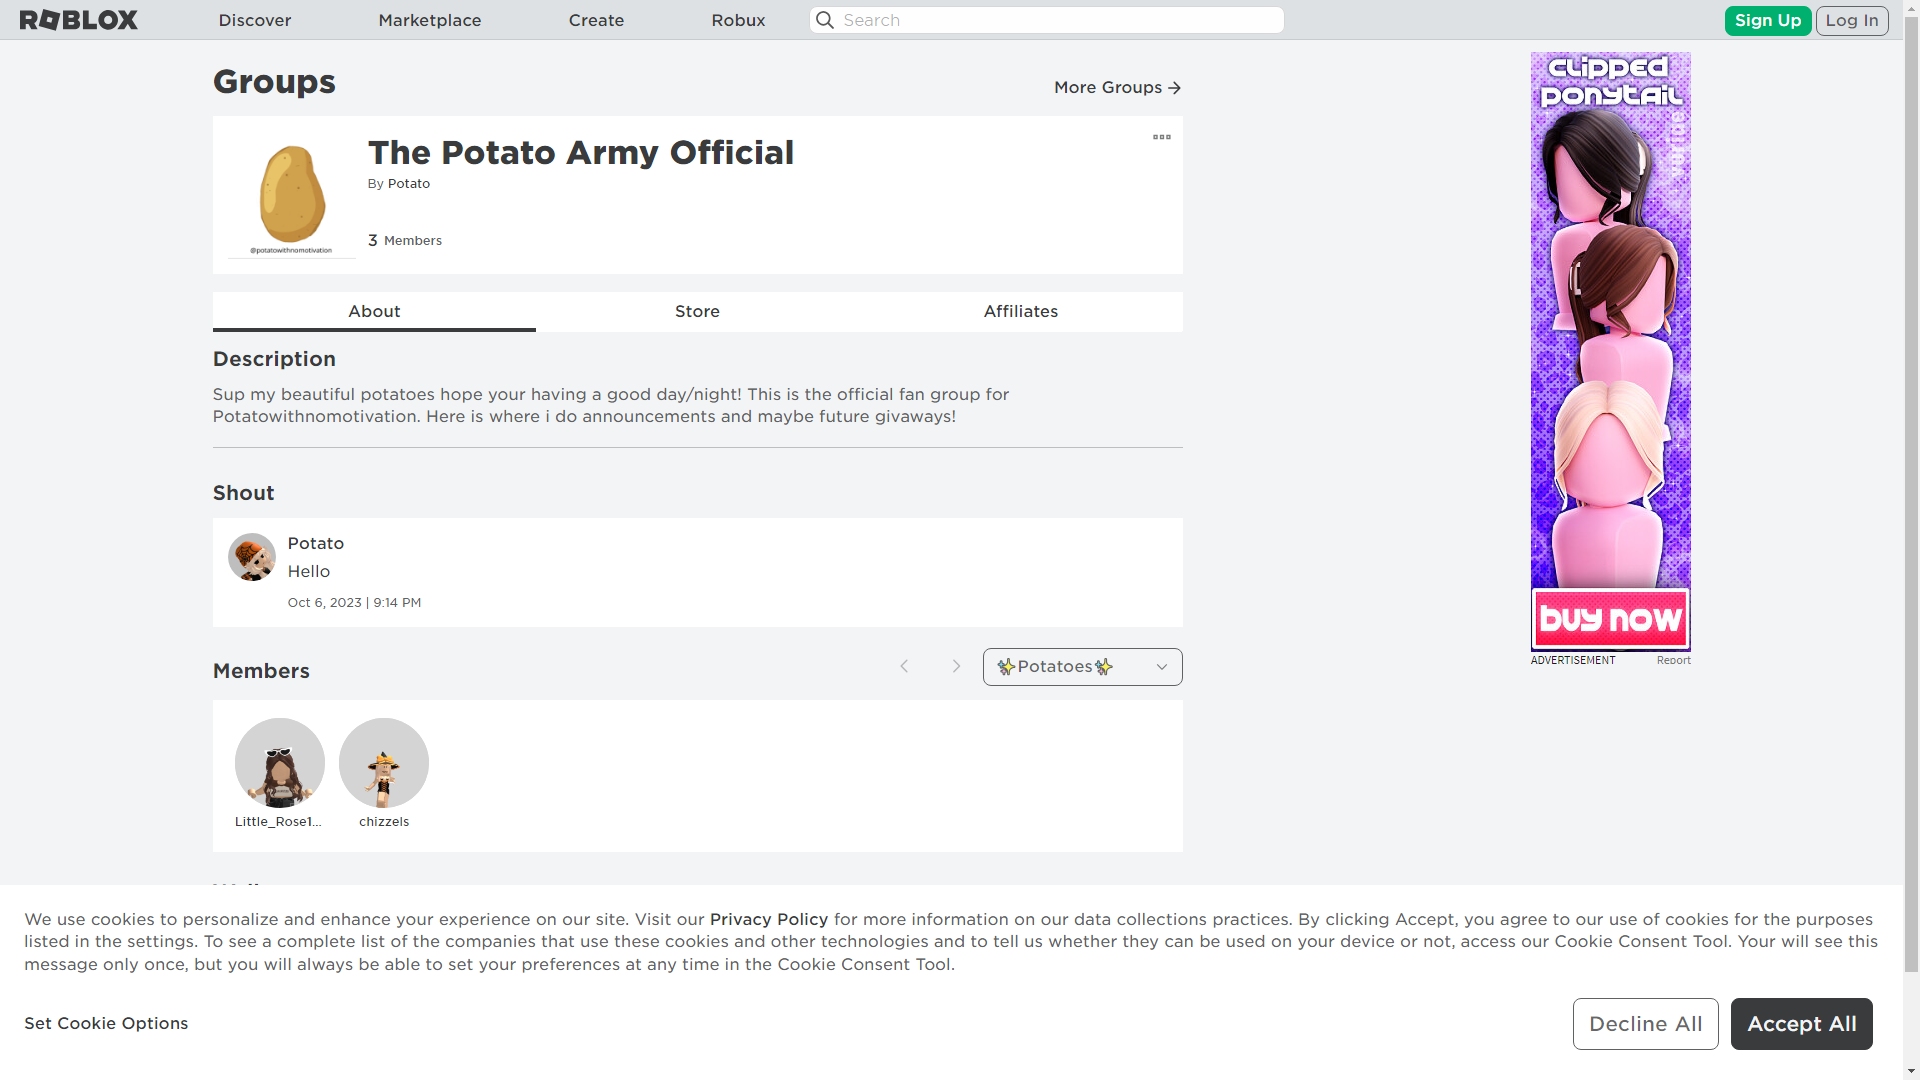 ROBLOX
Discover
Marketplace
Create
Robux
Search
Sign Up
Log In
Groups
More Groups
The Potato Army Official
By Potato
3 Members
@potatowithnomotivation
About
Store
Affiliates
Description
Sup my beautiful potatoes hope your having a good day/night! This is the official fan group for
Potatowithnomotivation. Here is where i do announcements and maybe future givaways!
Shout
Potato
Hello
Oct 6, 2023 | 9:14 PM
Members
✨Potatoes✨
Little_Rose1...
chizzels
clipped
ponytail
buy now
ADVERTISEMENT
Report
We use cookies to personalize and enhance your experience on our site. Visit our Privacy Policy for more information on our data collections practices. By clicking Accept, you agree to our use of cookies for the purposes
listed in the settings. To see a complete list of the companies that use these cookies and other technologies and to tell us whether they can be used on your device or not, access our Cookie Consent Tool. Your will see this
message only once, but you will always be able to set your preferences at any time in the Cookie Consent Tool.
Set Cookie Options
Decline All
Accept All